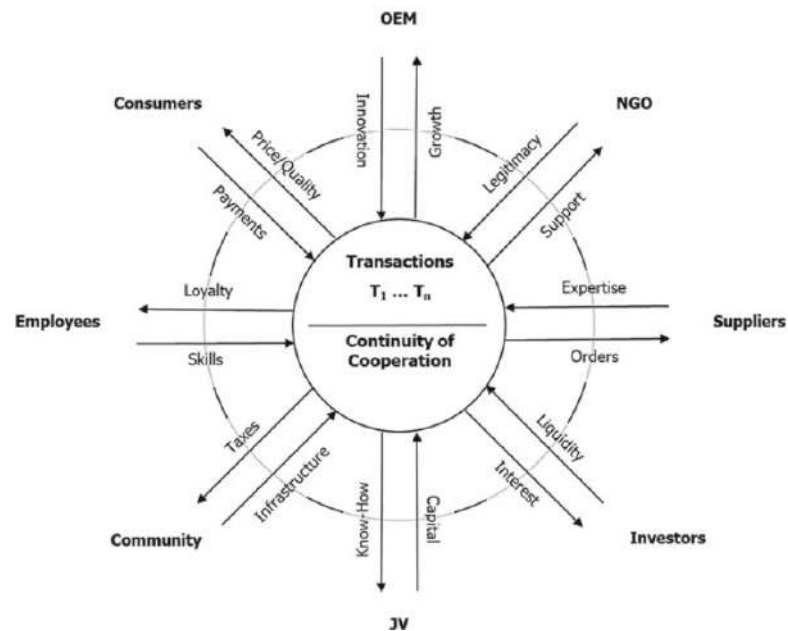 OEM
Consumers
NGO
Innovation
Growth
Price/Quality
Payments
Legitimacy
Support
Transactions
T1 ... Tn
Continuity of
Cooperation
Employees
Loyalty
Skills
Expertise
Orders
Suppliers
Taxes
Infrastructure
Liquidity
Interest
Know-How
Capital
Community
Investors
JV